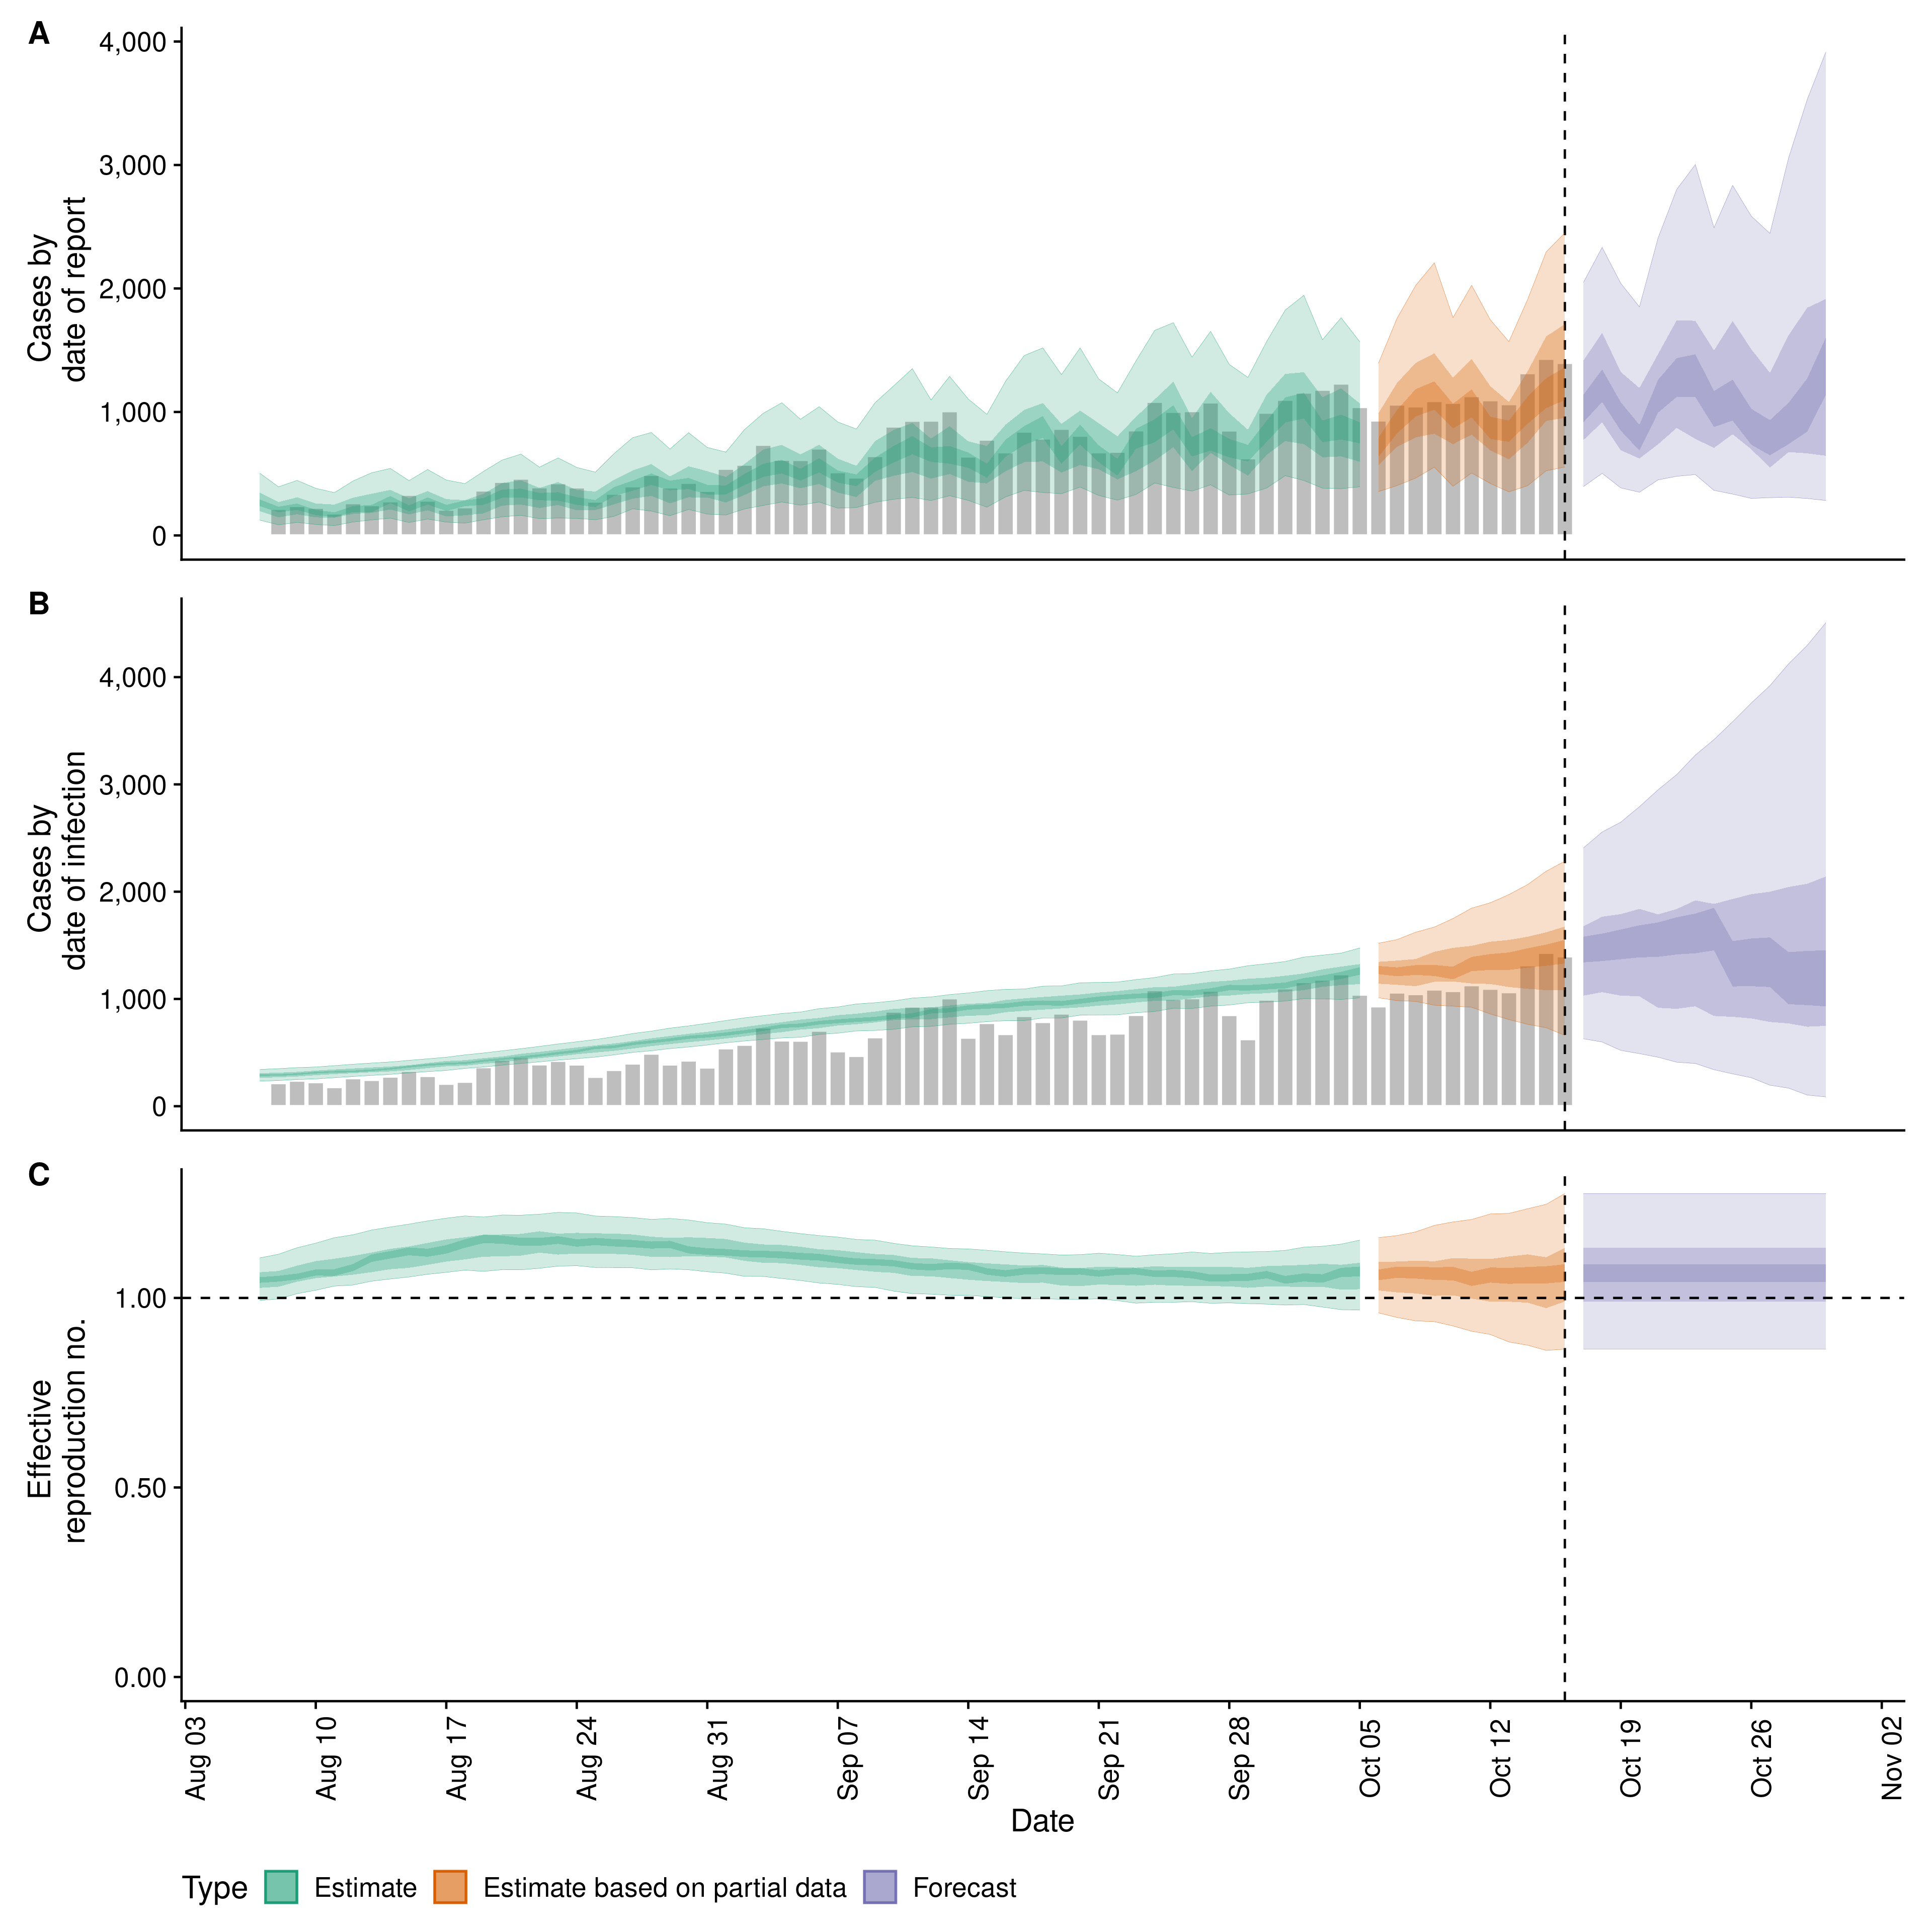 A
4,000
3,000
2,000
1,000
0
Cases by
date of report
B
4,000
3,000
2,000
1,000
0
Cases by
date of infection
C
1.00
0.50
0.00
Effective
reproduction no.
Aug 03
Aug 10
Aug 17
Aug 24
Aug 31
Sep 07
Sep 14
Sep 21
Sep 28
Oct 05
Oct 12
Oct 19
Oct 26
Nov 02
Date
Type Estimate Estimate based on partial data Forecast